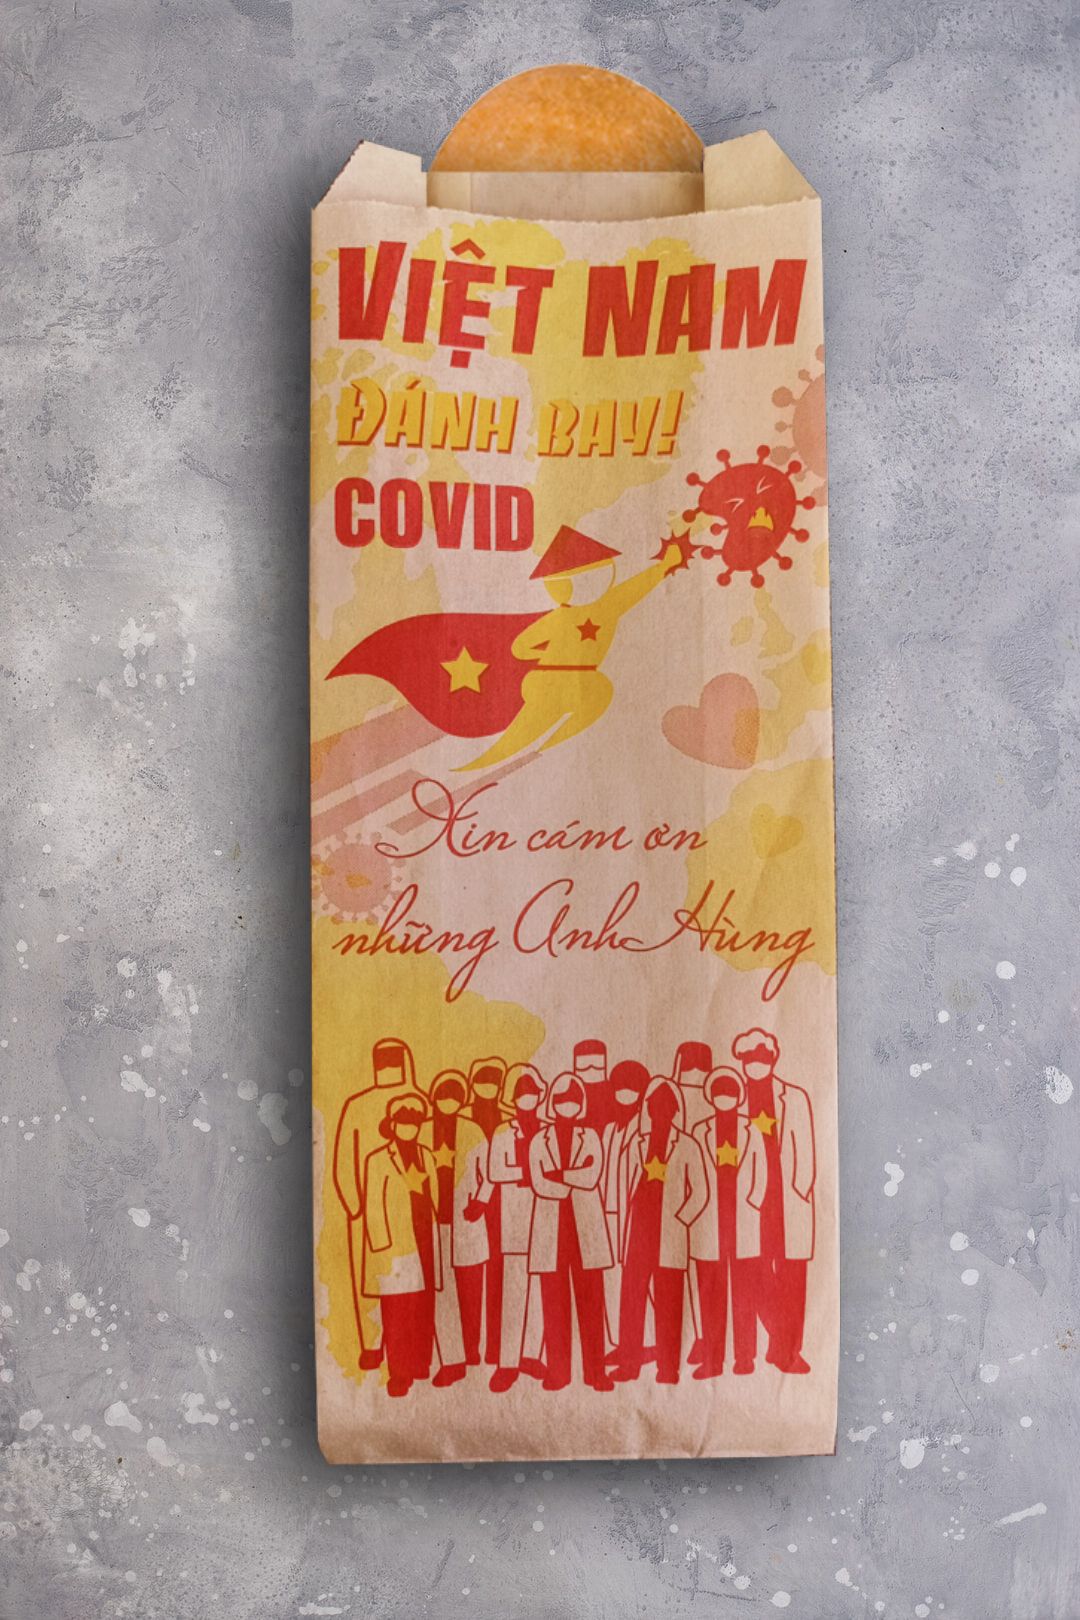 VIỆT NAM
ĐÁNH BAY!
COVID
Xin cám ơn
những Anh Hùng